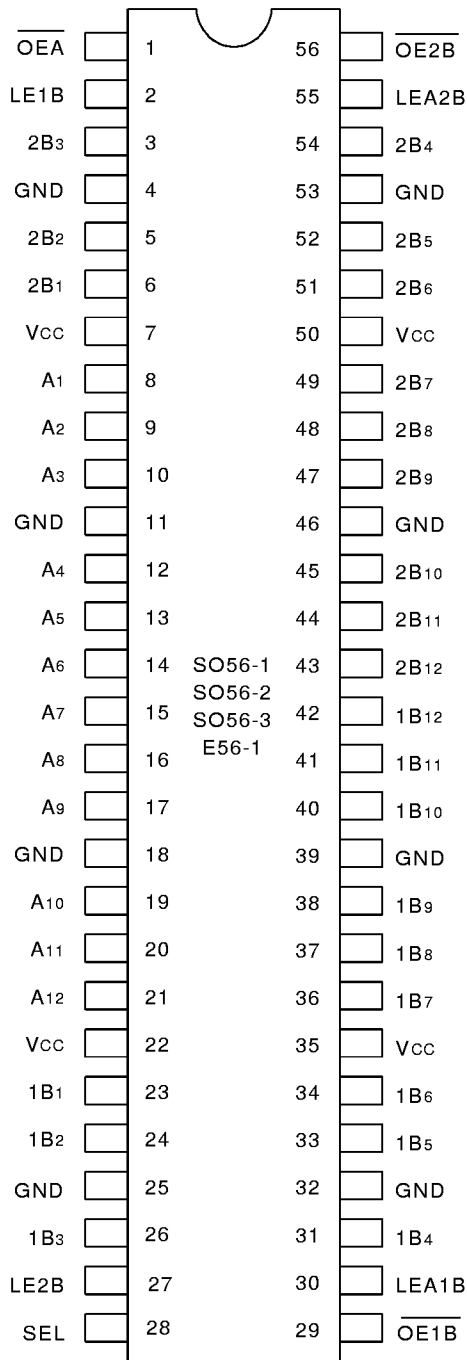 OEA 1 56 OE2B
LE1B 2 55 LEA2B
2B3 3 54 2B4
GND 4 53 GND
2B2 5 52 2B5
2B1 6 51 2B6
VCC 7 50 VCC
A1 8 49 2B7
A2 9 48 2B8
A3 10 47 2B9
GND 11 46 GND
A4 12 45 2B10
A5 13 44 2B11
A6 14 SO56-1 43 2B12
SO56-2
A7 15 SO56-3 42 1B12
A8 16 E56-1 41 1B11
A9 17 40 1B10
GND 18 39 GND
A10 19 38 1B9
A11 20 37 1B8
A12 21 36 1B7
VCC 22 35 VCC
1B1 23 34 1B6
1B2 24 33 1B5
GND 25 32 GND
1B3 26 31 1B4
LE2B 27 30 LEA1B
SEL 28 29 OE1B